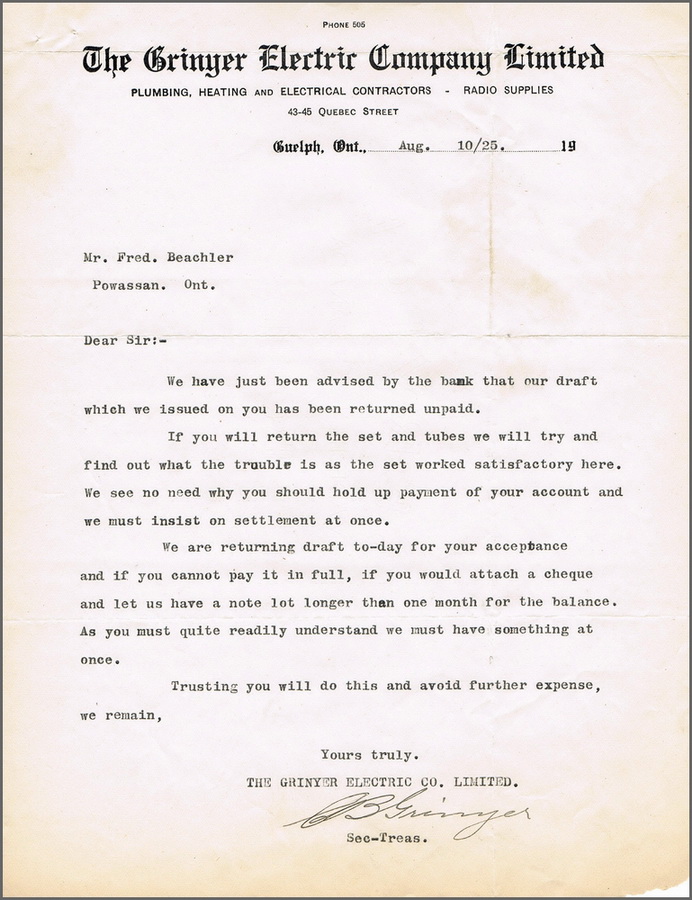 PHONE 505
The Grinyer Electric Company Limited
PLUMBING, HEATING AND ELECTRICAL CONTRACTORS - RADIO SUPPLIES
43-45 QUEBEC STREET
Guelph, Ont., Aug. 10/25. 19
Mr. Fred. Beachler
Powassan. Ont.
Dear Sir:-
We have just been advised by the bank that our draft
which we issued on you has been returned unpaid.
If you will return the set and tubes we will try and
find out what the trouble is as the set worked satisfactory here.
We see no need why you should hold up payment of your account and
we must insist on settlement at once.
We are returning draft to-day for your acceptance
and if you cannot pay it in full, if you would attach a cheque
and let us have a note lot longer than one month for the balance.
As you must quite readily understand we must have something at
once.
Trusting you will do this and avoid further expense,
we remain,
Yours truly.
THE GRINYER ELECTRIC CO. LIMITED.
CB Grinyer
Sec-Treas.